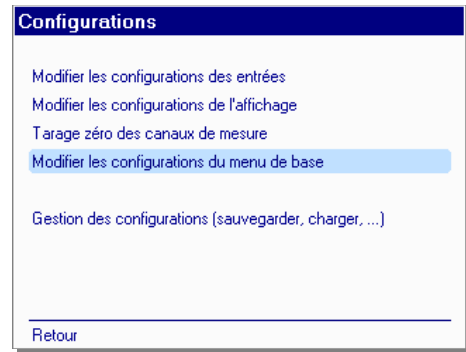 Configurations
Modifier les configurations des entrées
Modifier les configurations de l'affichage
Tarage zéro des canaux de mesure
Modifier les configurations du menu de base
Gestion des configurations (sauvegarder, charger, ...)
Retour